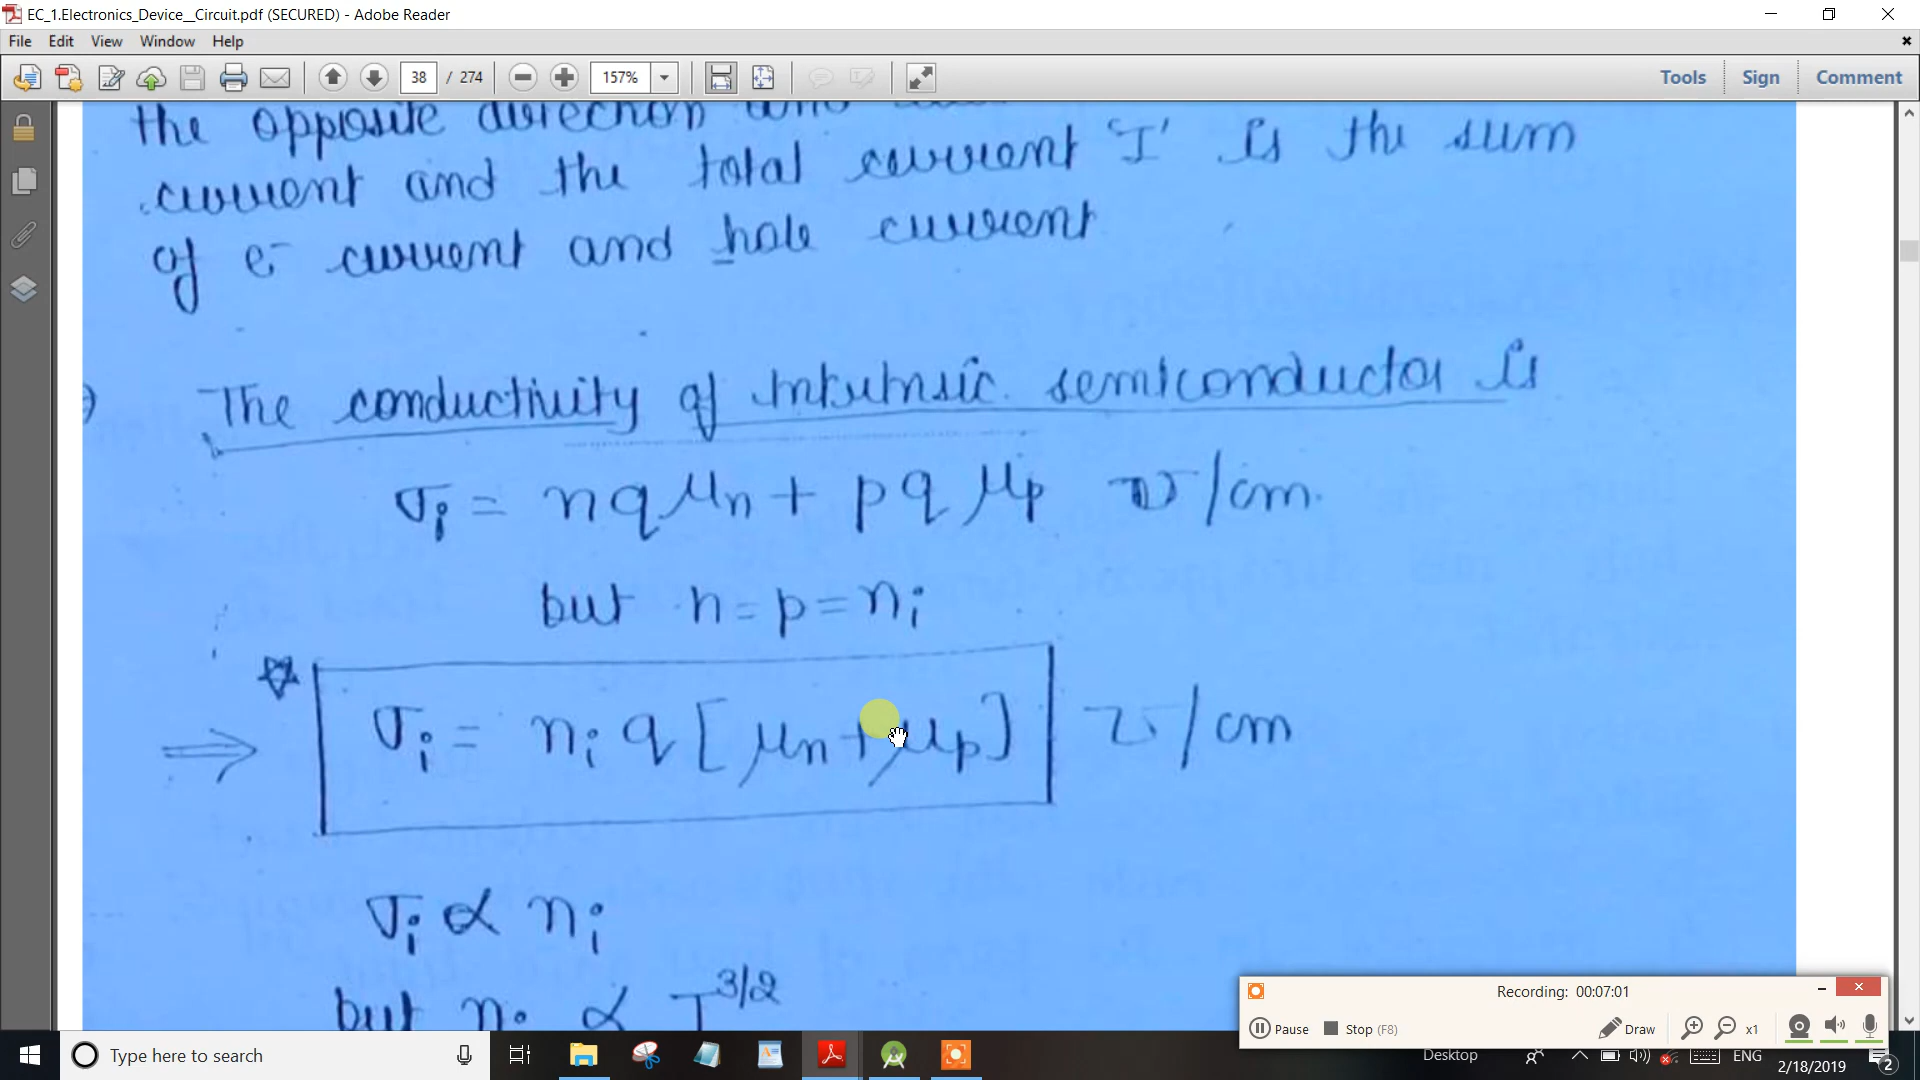 EC_1.Electronics_Device__Circuit.pdf (SECURED) - Adobe Reader
File Edit View Window Help
38 / 274 157% Tools Sign Comment
the opposite direction
current and the total current 'I' is the sum
of e- current and hole current
The conductivity of intrinsic semiconductor is
σi = nqμn + pqμp ℧/cm
but n = p = ni
⇒ σi = ni q [μn + μp] ℧/cm
σi ∝ ni
but ni ∝ T^3/2
Recording: 00:07:01
Pause Stop (F8) Draw x1
Type here to search
Desktop ENG
2/18/2019 2